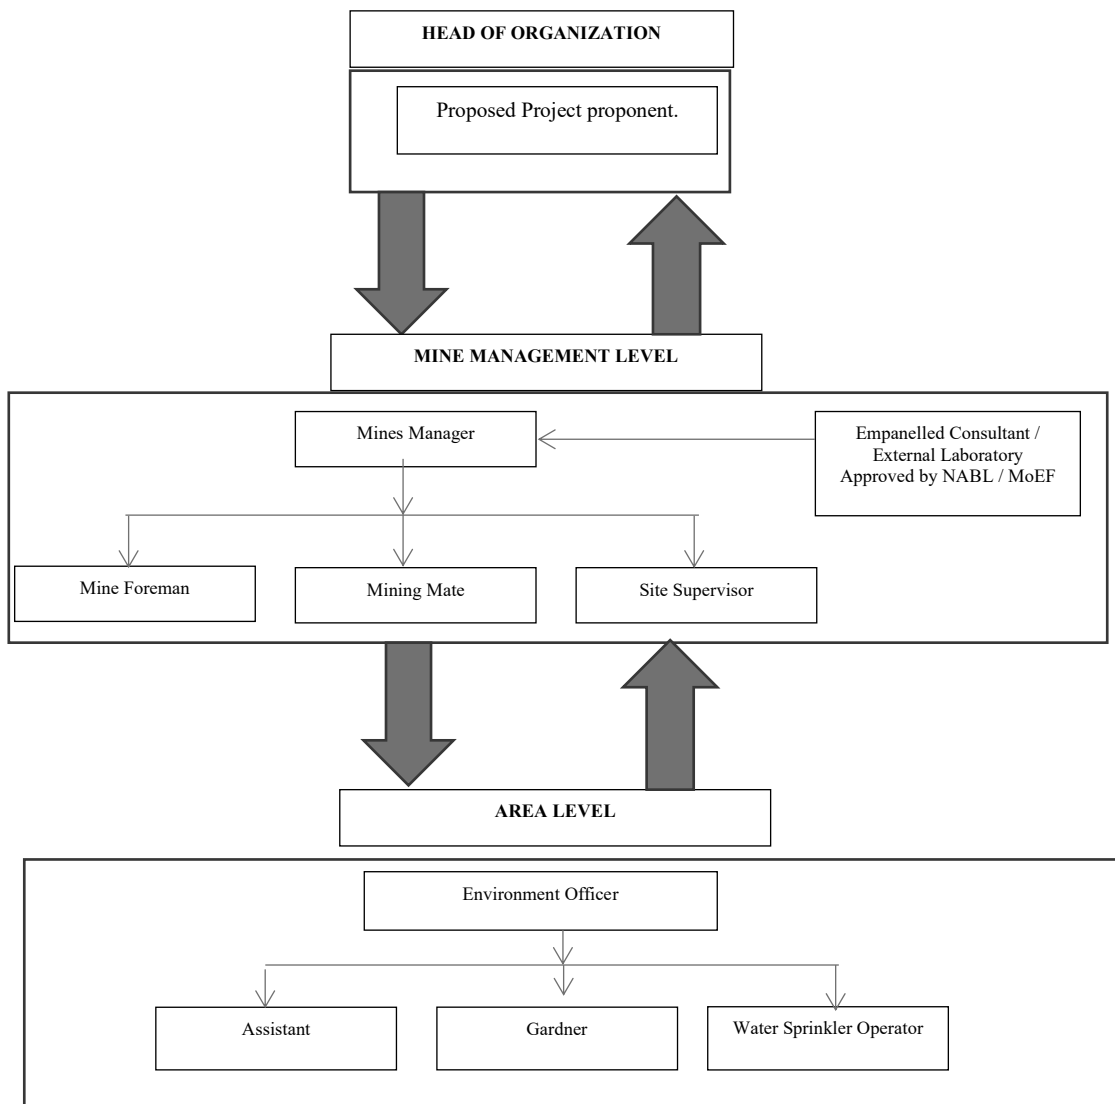 HEAD OF ORGANIZATION
Proposed Project proponent.
MINE MANAGEMENT LEVEL
Mines Manager
Empanelled Consultant /
External Laboratory
Approved by NABL / MoEF
Mine Foreman
Mining Mate
Site Supervisor
AREA LEVEL
Environment Officer
Assistant
Gardner
Water Sprinkler Operator